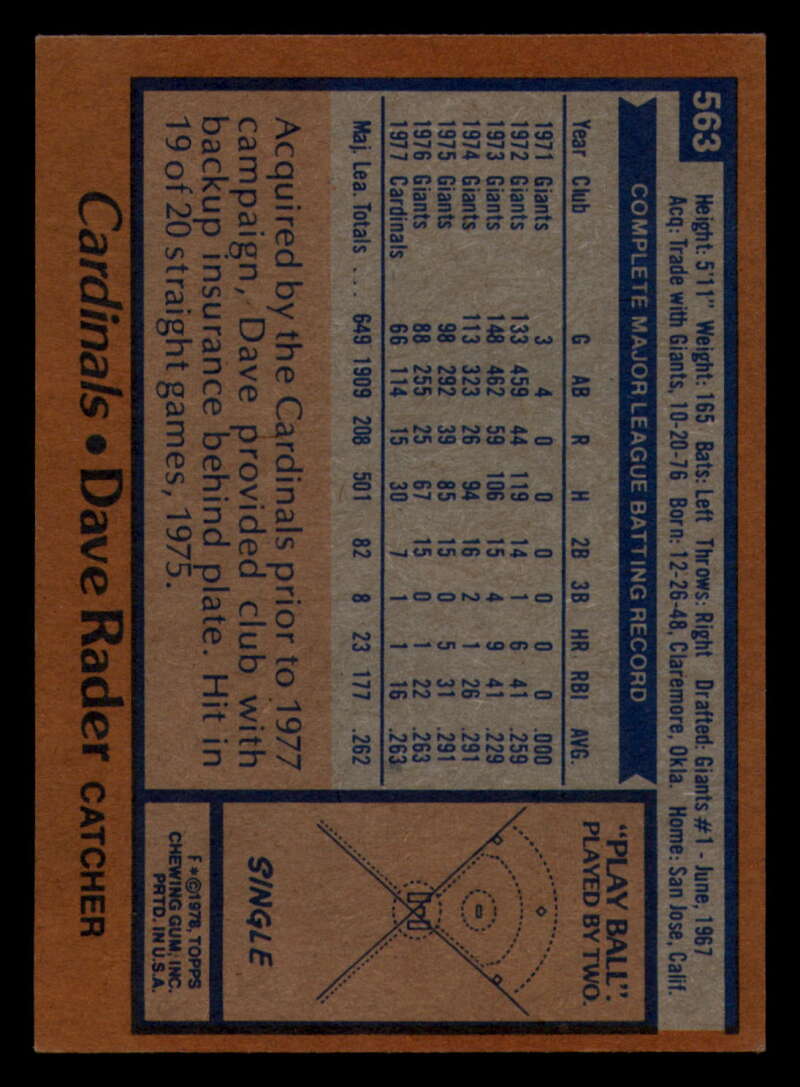 563
Height: 5'11" Weight: 165 Bats: Left Throws: Right Drafted: Giants #1 - June, 1967
Acq: Trade with Giants, 10-20-76 Born: 12-26-48, Claremore, Okla. Home: San Jose, Calif.
COMPLETE MAJOR LEAGUE BATTING RECORD
Year Club G AB R H 2B 3B HR RBI AVG.
1971 Giants 3 4 0 0 0 0 0 0 .000
1972 Giants 133 459 44 119 14 1 6 41 .259
1973 Giants 148 462 59 106 15 4 9 41 .229
1974 Giants 113 323 26 94 16 2 1 26 .291
1975 Giants 98 292 39 85 15 0 5 31 .291
1976 Giants 88 255 25 67 15 0 1 22 .263
1977 Cardinals 66 114 15 30 7 1 1 16 .263
Maj. Lea. Totals ... 649 1909 208 501 82 8 23 177 .262
Acquired by the Cardinals prior to 1977
campaign, Dave provided club with
backup insurance behind plate. Hit in
19 of 20 straight games, 1975.
"PLAY BALL".
PLAYED BY TWO.
SINGLE
F*©1978, TOPPS
CHEWING GUM, INC.
PRTD. IN U.S.A.
Cardinals • Dave Rader CATCHER